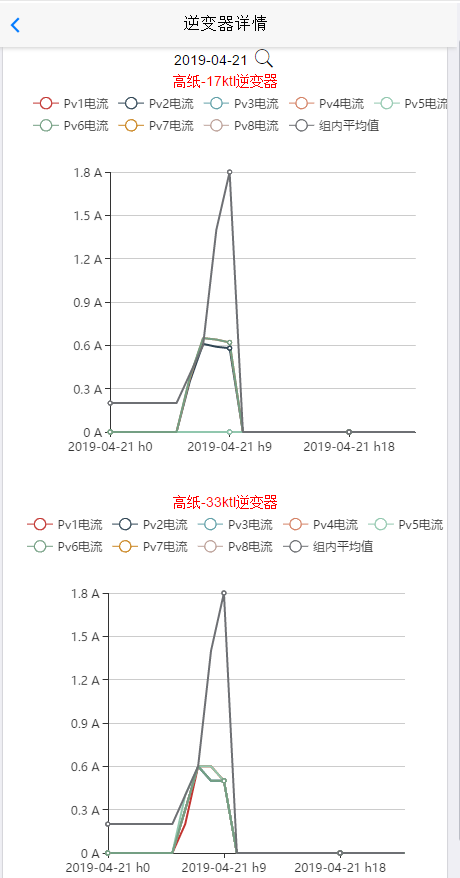 逆变器详情
2019-04-21
高纸-17ktl逆变器
Pv1电流 Pv2电流 Pv3电流 Pv4电流 Pv5电流
Pv6电流 Pv7电流 Pv8电流 组内平均值
1.8 A
1.5 A
1.2 A
0.9 A
0.6 A
0.3 A
0 A
2019-04-21 h0 2019-04-21 h9 2019-04-21 h18
高纸-33ktl逆变器
Pv1电流 Pv2电流 Pv3电流 Pv4电流 Pv5电流
Pv6电流 Pv7电流 Pv8电流 组内平均值
1.8 A
1.5 A
1.2 A
0.9 A
0.6 A
0.3 A
0 A
2019-04-21 h0 2019-04-21 h9 2019-04-21 h18